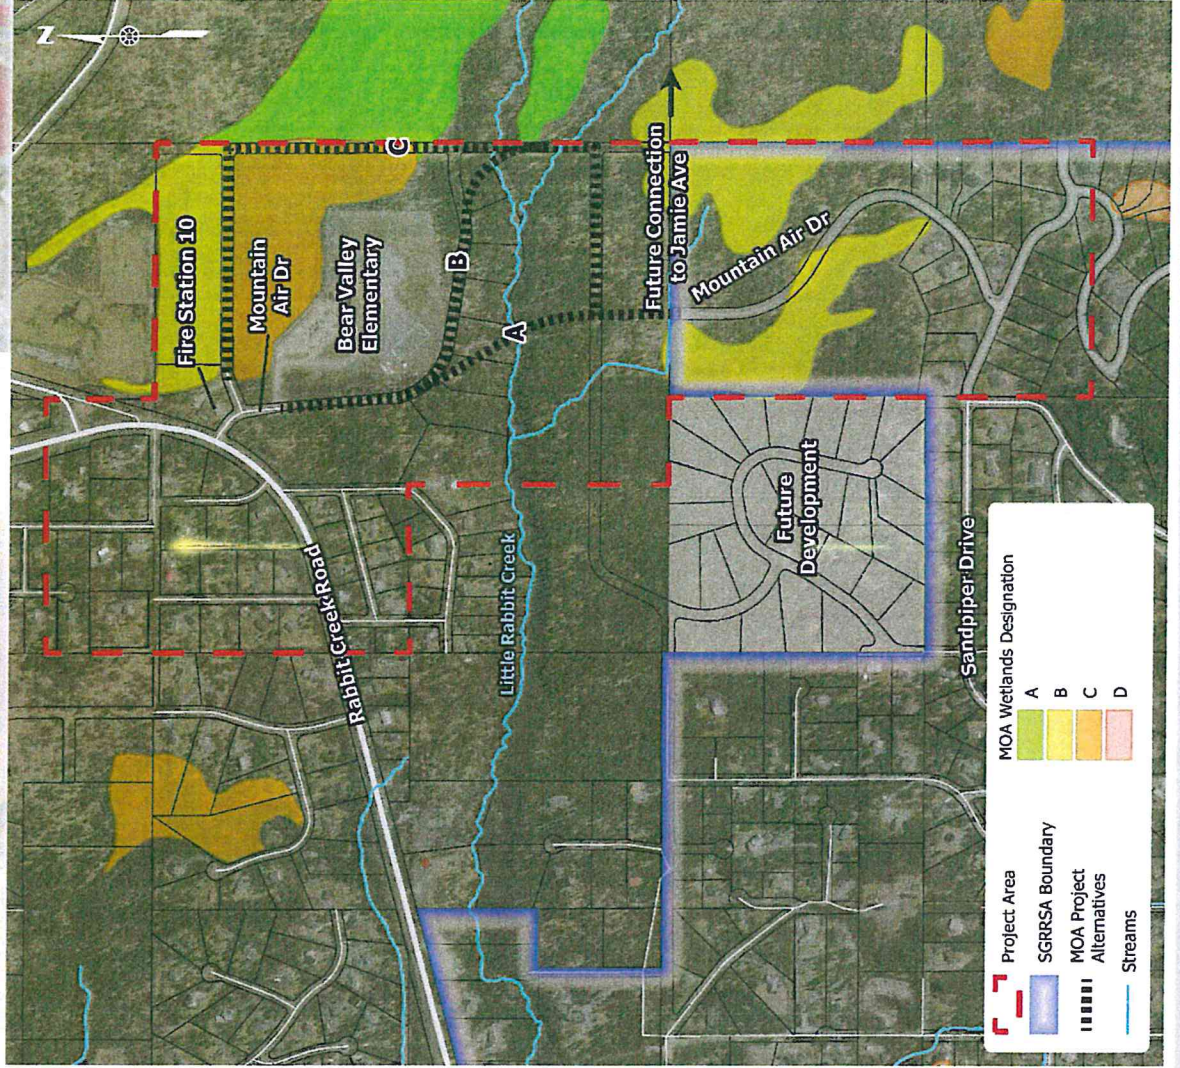 N
Fire Station 10
Mountain
Air Dr
Bear Valley
Elementary
C
B
A
Future Connection
to Jamie Ave
Mountain Air Dr
Rabbit Creek Road
Little Rabbit Creek
Future
Development
Sandpiper Drive
Project Area
SGRRSA Boundary
MOA Project
Alternatives
Streams
MOA Wetlands Designation
A
B
C
D